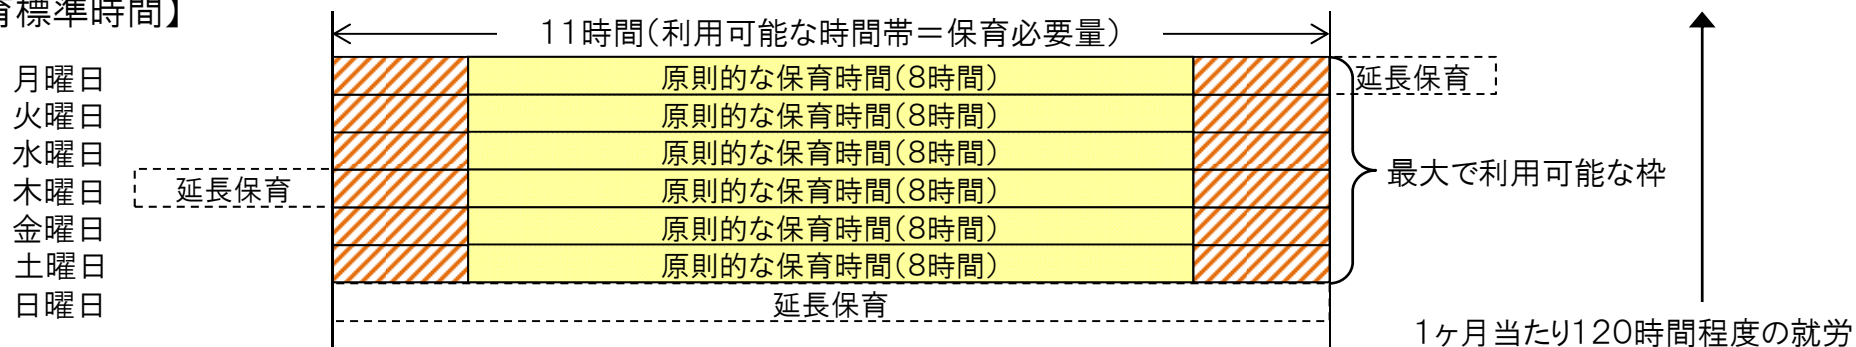 育標準時間】
11時間(利用可能な時間帯=保育必要量)
月曜日 原則的な保育時間(8時間) 延長保育
火曜日 原則的な保育時間(8時間)
水曜日 原則的な保育時間(8時間)
最大で利用可能な枠
木曜日 延長保育 原則的な保育時間(8時間)
金曜日 原則的な保育時間(8時間)
土曜日 原則的な保育時間(8時間)
日曜日 延長保育
1ヶ月当たり120時間程度の就労